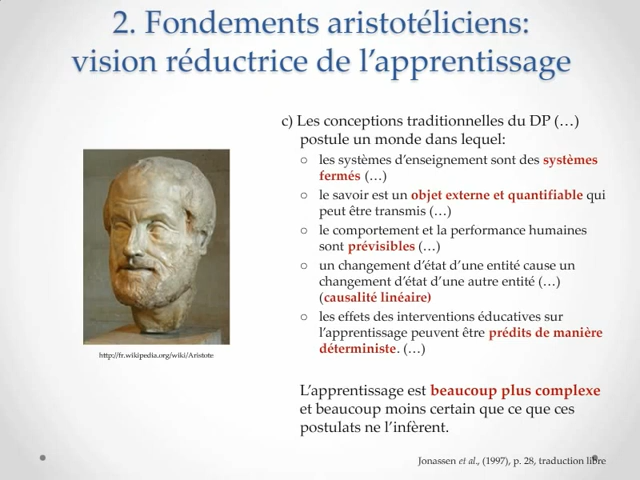 2. Fondements aristotéliciens:
vision réductrice de l’apprentissage
c) Les conceptions traditionnelles du DP (…)
postule un monde dans lequel:
○ les systèmes d’enseignement sont des systèmes
fermés (…)
○ le savoir est un objet externe et quantifiable qui
peut être transmis (…)
○ le comportement et la performance humaines
sont prévisibles (…)
○ un changement d’état d’une entité cause un
changement d’état d’une autre entité (…)
(causalité linéaire)
○ les effets des interventions éducatives sur
l’apprentissage peuvent être prédits de manière
déterministe. (…)
http://fr.wikipedia.org/wiki/Aristote
L’apprentissage est beaucoup plus complexe
et beaucoup moins certain que ce que ces
postulats ne l’infèrent.
Jonassen et al., (1997), p. 28, traduction libre